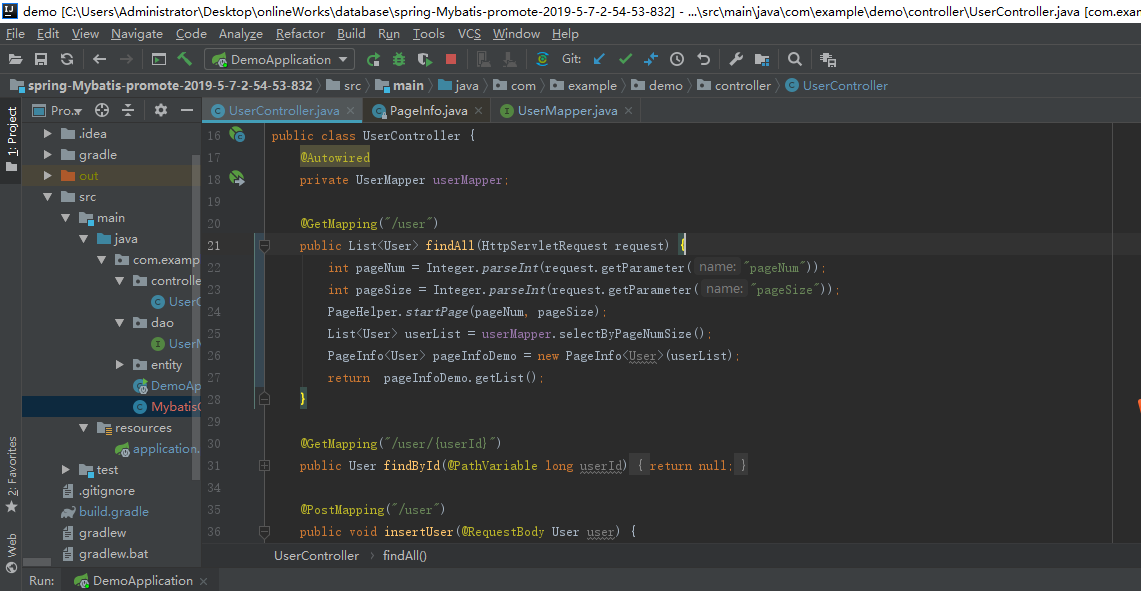 demo [C:\Users\Administrator\Desktop\onlineWorks\database\spring-Mybatis-promote-2019-5-7-2-54-53-832] - ...\src\main\java\com\example\demo\controller\UserController.java [com.exam
File Edit View Navigate Code Analyze Refactor Build Run Tools VCS Window Help
DemoApplication Git:
spring-Mybatis-promote-2019-5-7-2-54-53-832 src main java com example demo controller UserController
1: Project
2: Favorites
Web
Pro...
.idea
gradle
out
src
main
java
com.examp
controlle
UserC
dao
UserM
entity
DemoAp
MybatisG
resources
application.
test
.gitignore
build.gradle
gradlew
gradlew.bat
UserController.java PageInfo.java UserMapper.java
16 public class UserController {
17 @Autowired
18 private UserMapper userMapper;
19
20 @GetMapping("/user")
21 public List<User> findAll(HttpServletRequest request) {
22 int pageNum = Integer.parseInt(request.getParameter( name: "pageNum"));
23 int pageSize = Integer.parseInt(request.getParameter( name: "pageSize"));
24 PageHelper.startPage(pageNum, pageSize);
25 List<User> userList = userMapper.selectByPageNumSize();
26 PageInfo<User> pageInfoDemo = new PageInfo<User>(userList);
27 return pageInfoDemo.getList();
28 }
29
30 @GetMapping("/user/{userId}")
31 public User findById(@PathVariable long userId) { return null; }
34
35 @PostMapping("/user")
36 public void insertUser(@RequestBody User user) {
UserController > findAll()
Run: DemoApplication